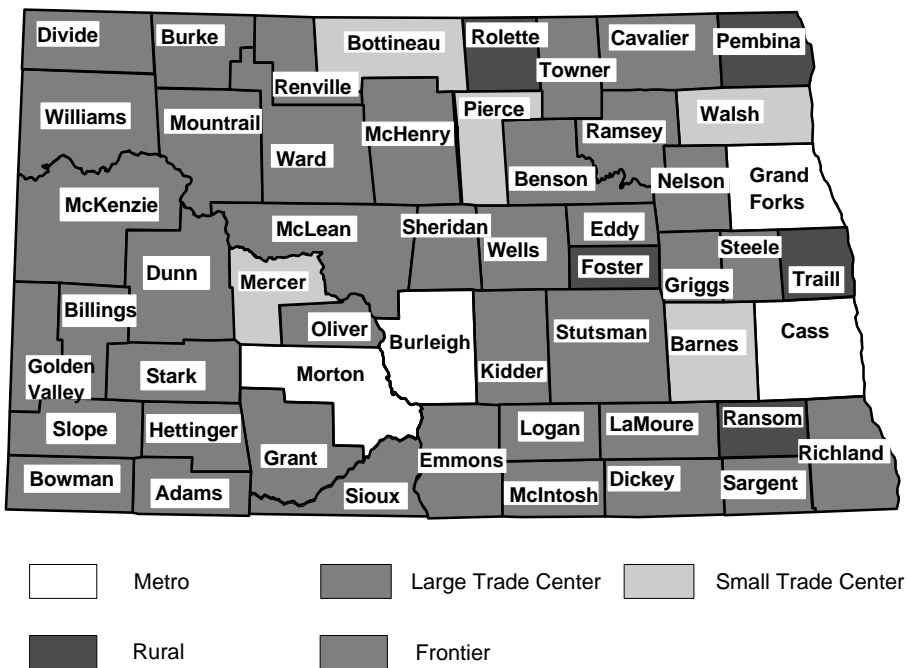 Divide
Burke
Bottineau
Rolette
Cavalier
Pembina
Towner
Renville
Williams
Mountrail
McHenry
Pierce
Ramsey
Walsh
Ward
Benson
Nelson
Grand
Forks
McKenzie
McLean
Sheridan
Wells
Eddy
Steele
Dunn
Mercer
Foster
Griggs
Traill
Billings
Oliver
Burleigh
Stutsman
Barnes
Cass
Golden
Valley
Stark
Morton
Kidder
Slope
Hettinger
Grant
Emmons
Logan
LaMoure
Ransom
Richland
Bowman
Adams
Sioux
McIntosh
Dickey
Sargent
Metro
Large Trade Center
Small Trade Center
Rural
Frontier